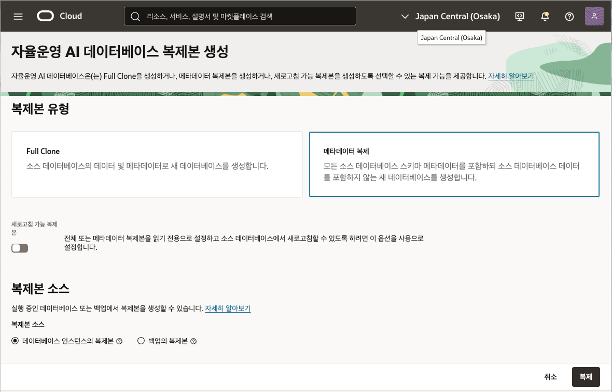 Cloud
리소스, 서비스, 설명서 및 마켓플레이스 검색
Japan Central (Osaka)
Japan Central (Osaka)
자율운영 AI 데이터베이스 복제본 생성
자율운영 AI 데이터베이스은(는) Full Clone을 생성하거나, 메타데이터 복제본을 생성하거나, 새로고침 가능 복제본을 생성하도록 선택할 수 있는 복제 기능을 제공합니다. 자세히 알아보기
복제본 유형
Full Clone
소스 데이터베이스의 데이터 및 메타데이터로 새 데이터베이스를 생성합니다.
메타데이터 복제
모든 소스 데이터베이스 스키마 메타데이터를 포함하되 소스 데이터베이스 데이터
를 포함하지 않는 새 데이터베이스를 생성합니다.
새로고침 가능 복제
본
전체 또는 메타데이터 복제본을 읽기 전용으로 설정하고 소스 데이터베이스에서 새로고침할 수 있도록 하려면 이 옵션을 사용으로
설정합니다.
복제본 소스
실행 중인 데이터베이스 또는 백업에서 복제본을 생성할 수 있습니다. 자세히 알아보기
복제본 소스
데이터베이스 인스턴스의 복제본
백업의 복제본
취소
복제